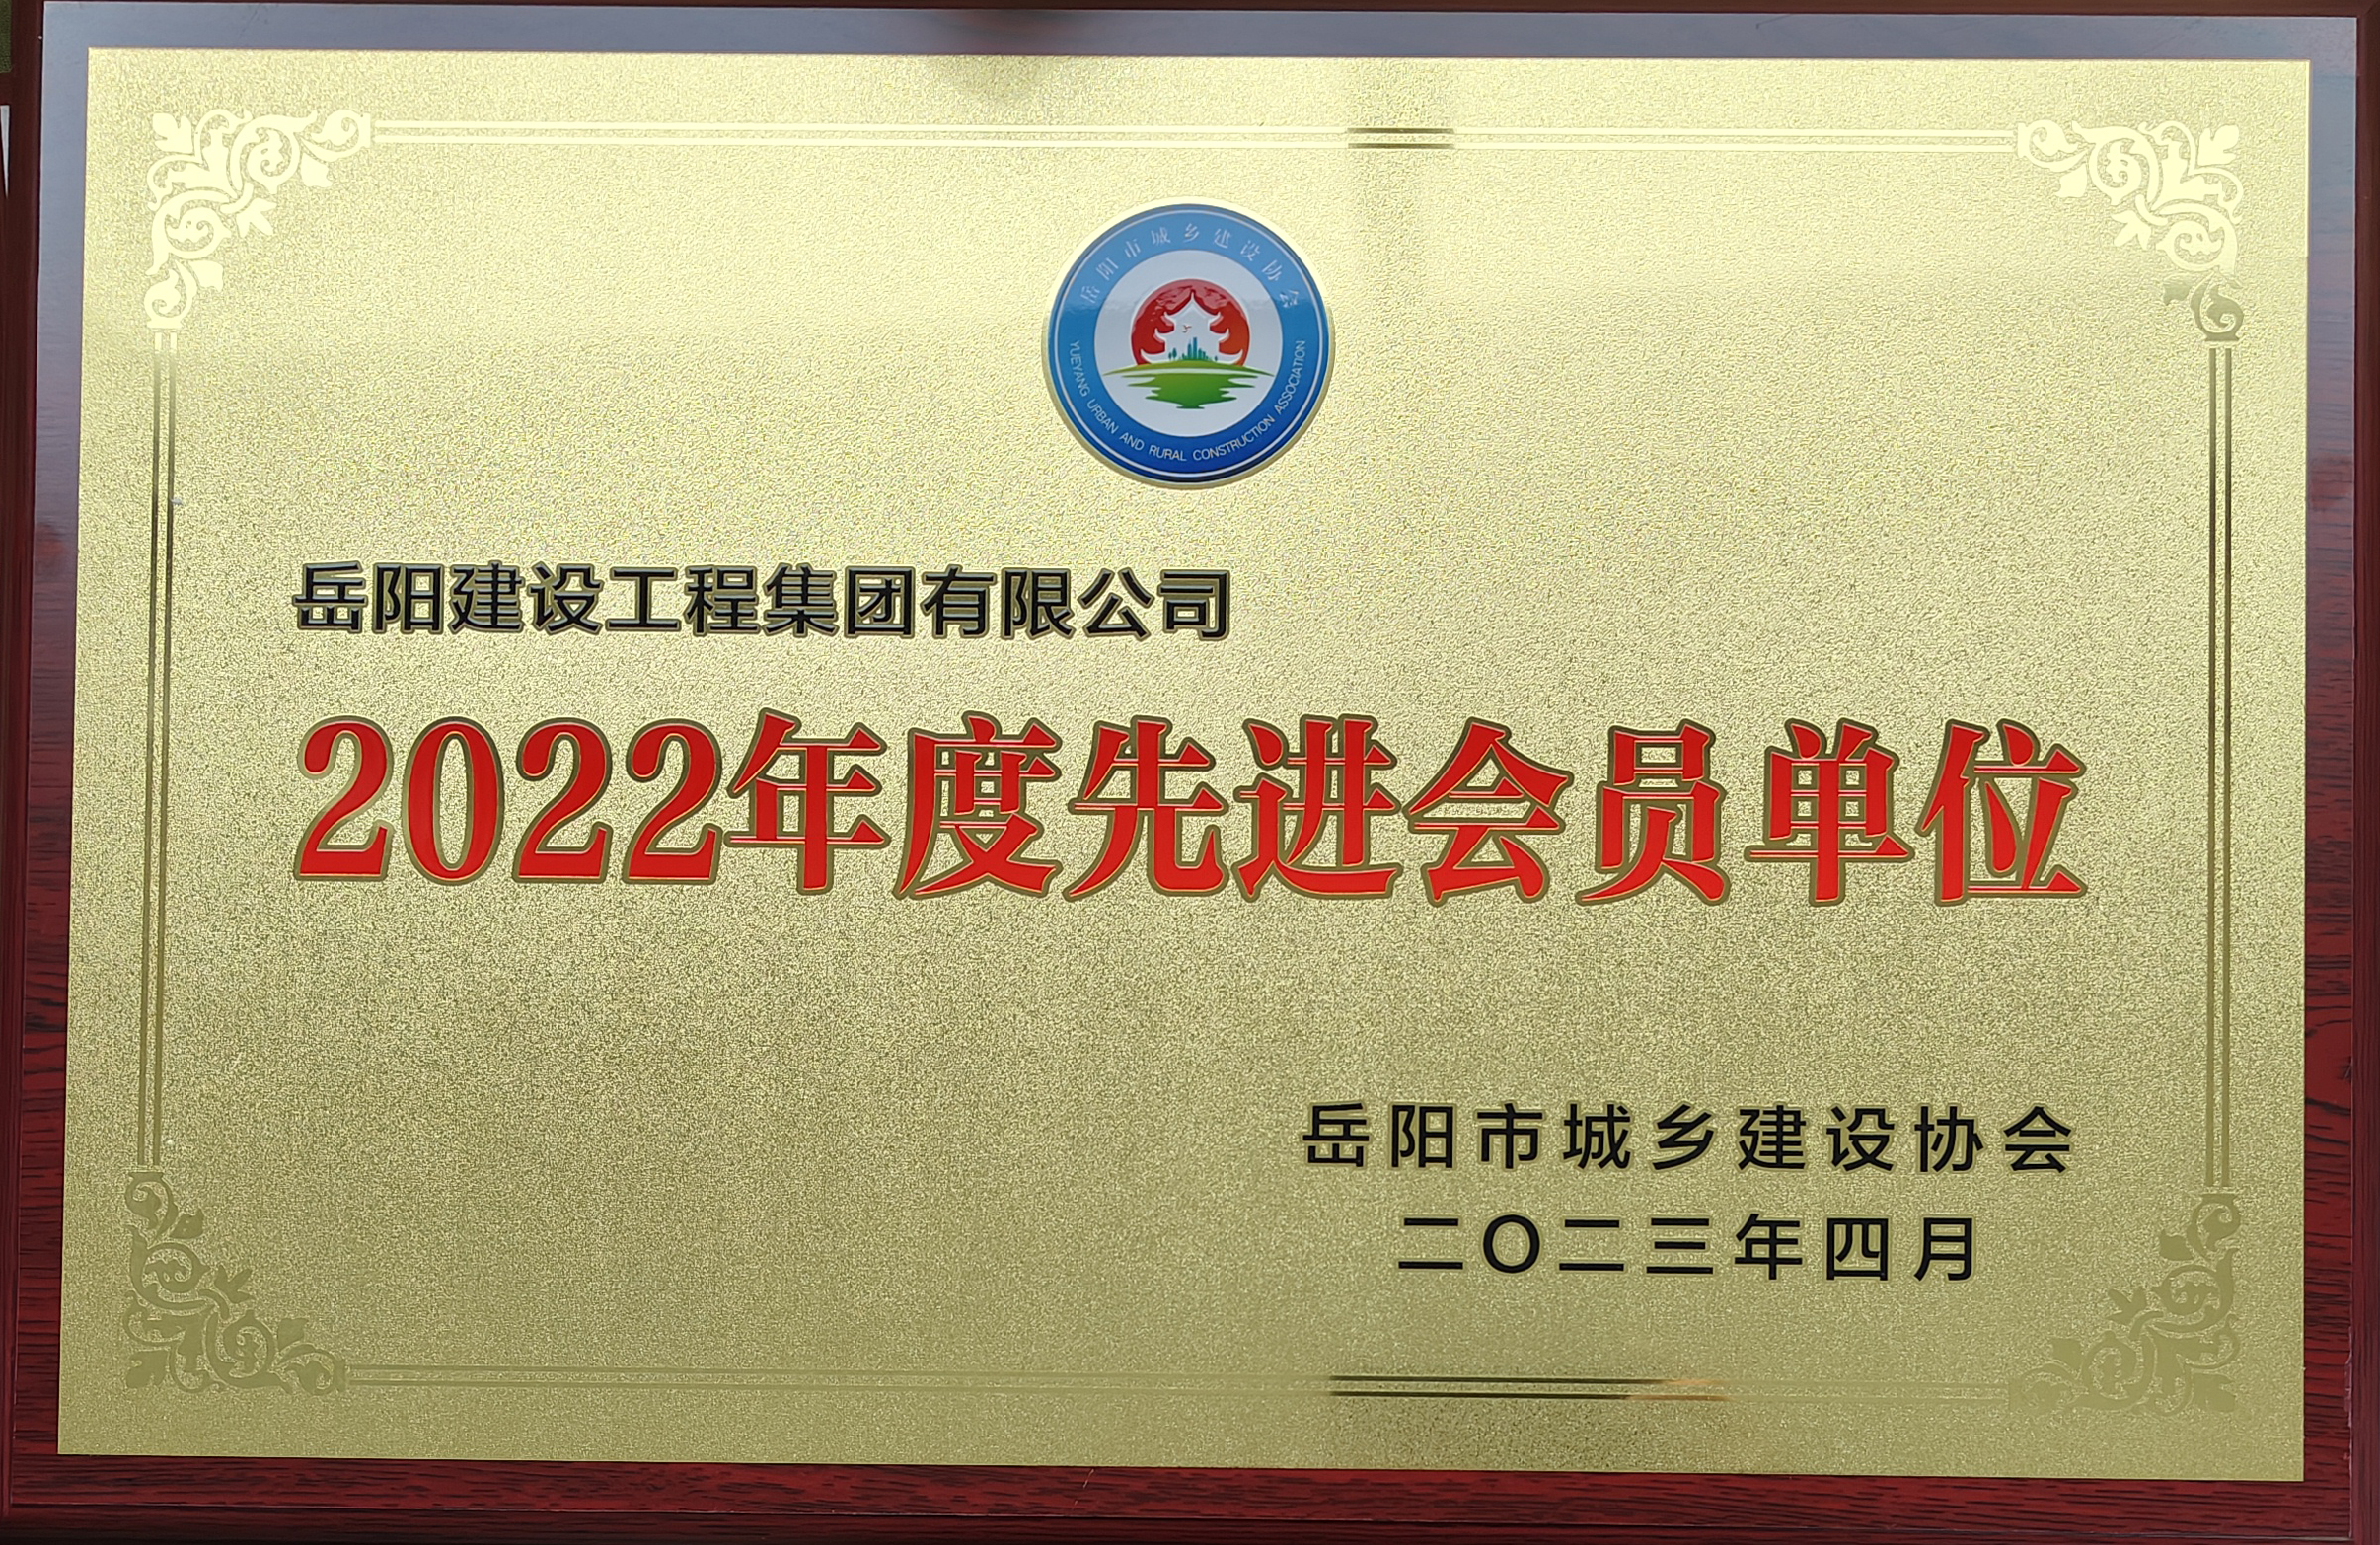 岳阳市城乡建设协会
YUEYANG URBAN AND RURAL CONSTRUCTION ASSOCIATION
岳阳建设工程集团有限公司
2022年度先进会员单位
岳阳市城乡建设协会
二〇二三年四月